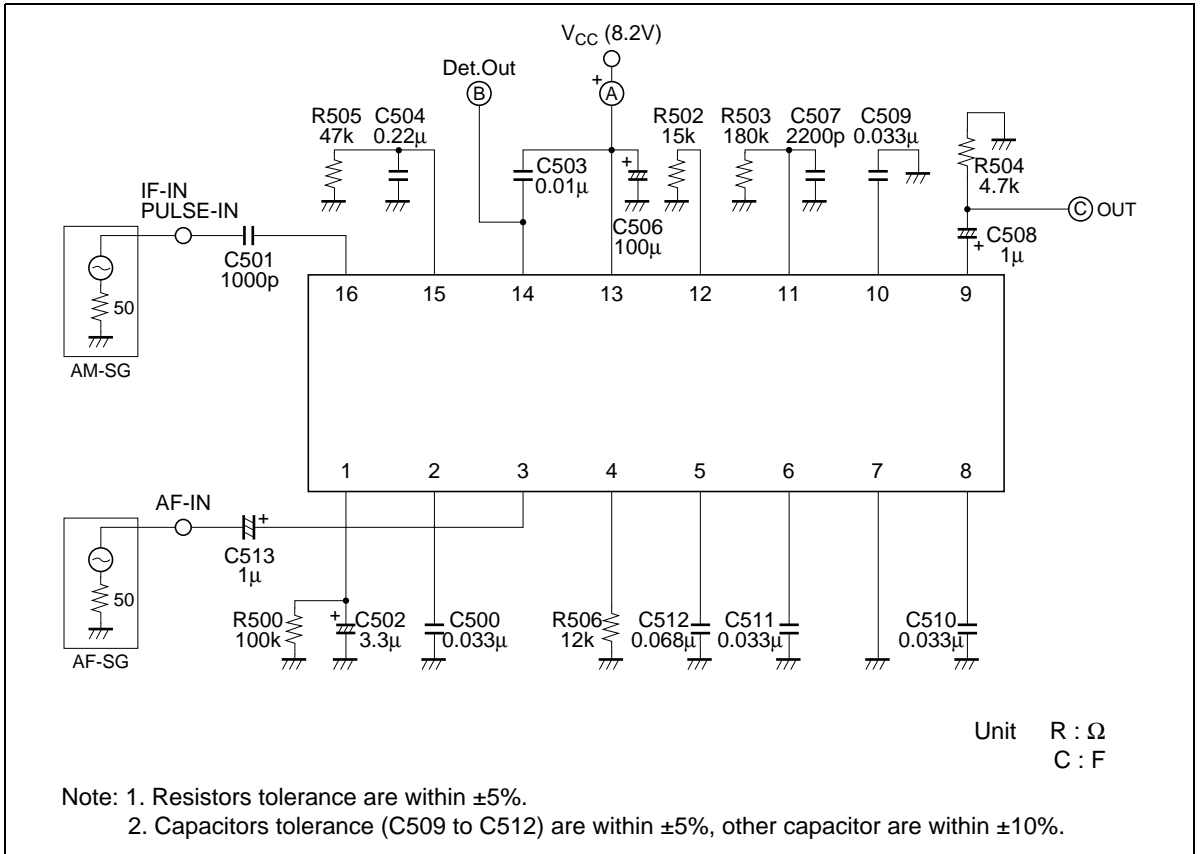 VCC (8.2V)
+
A
Det.Out
B
R505
47k
C504
0.22µ
C503
0.01µ
+
C506
100µ
R502
15k
R503
180k
C507
2200p
C509
0.033µ
R504
4.7k
C OUT
C508
1µ
+
IF-IN
PULSE-IN
C501
1000p
50
AM-SG
16 15 14 13 12 11 10 9
1 2 3 4 5 6 7 8
AF-IN
+
C513
1µ
50
AF-SG
R500
100k
+
C502
3.3µ
C500
0.033µ
R506
12k
C512
0.068µ
C511
0.033µ
C510
0.033µ
Unit R : Ω
C : F
Note: 1. Resistors tolerance are within ±5%.
2. Capacitors tolerance (C509 to C512) are within ±5%, other capacitor are within ±10%.